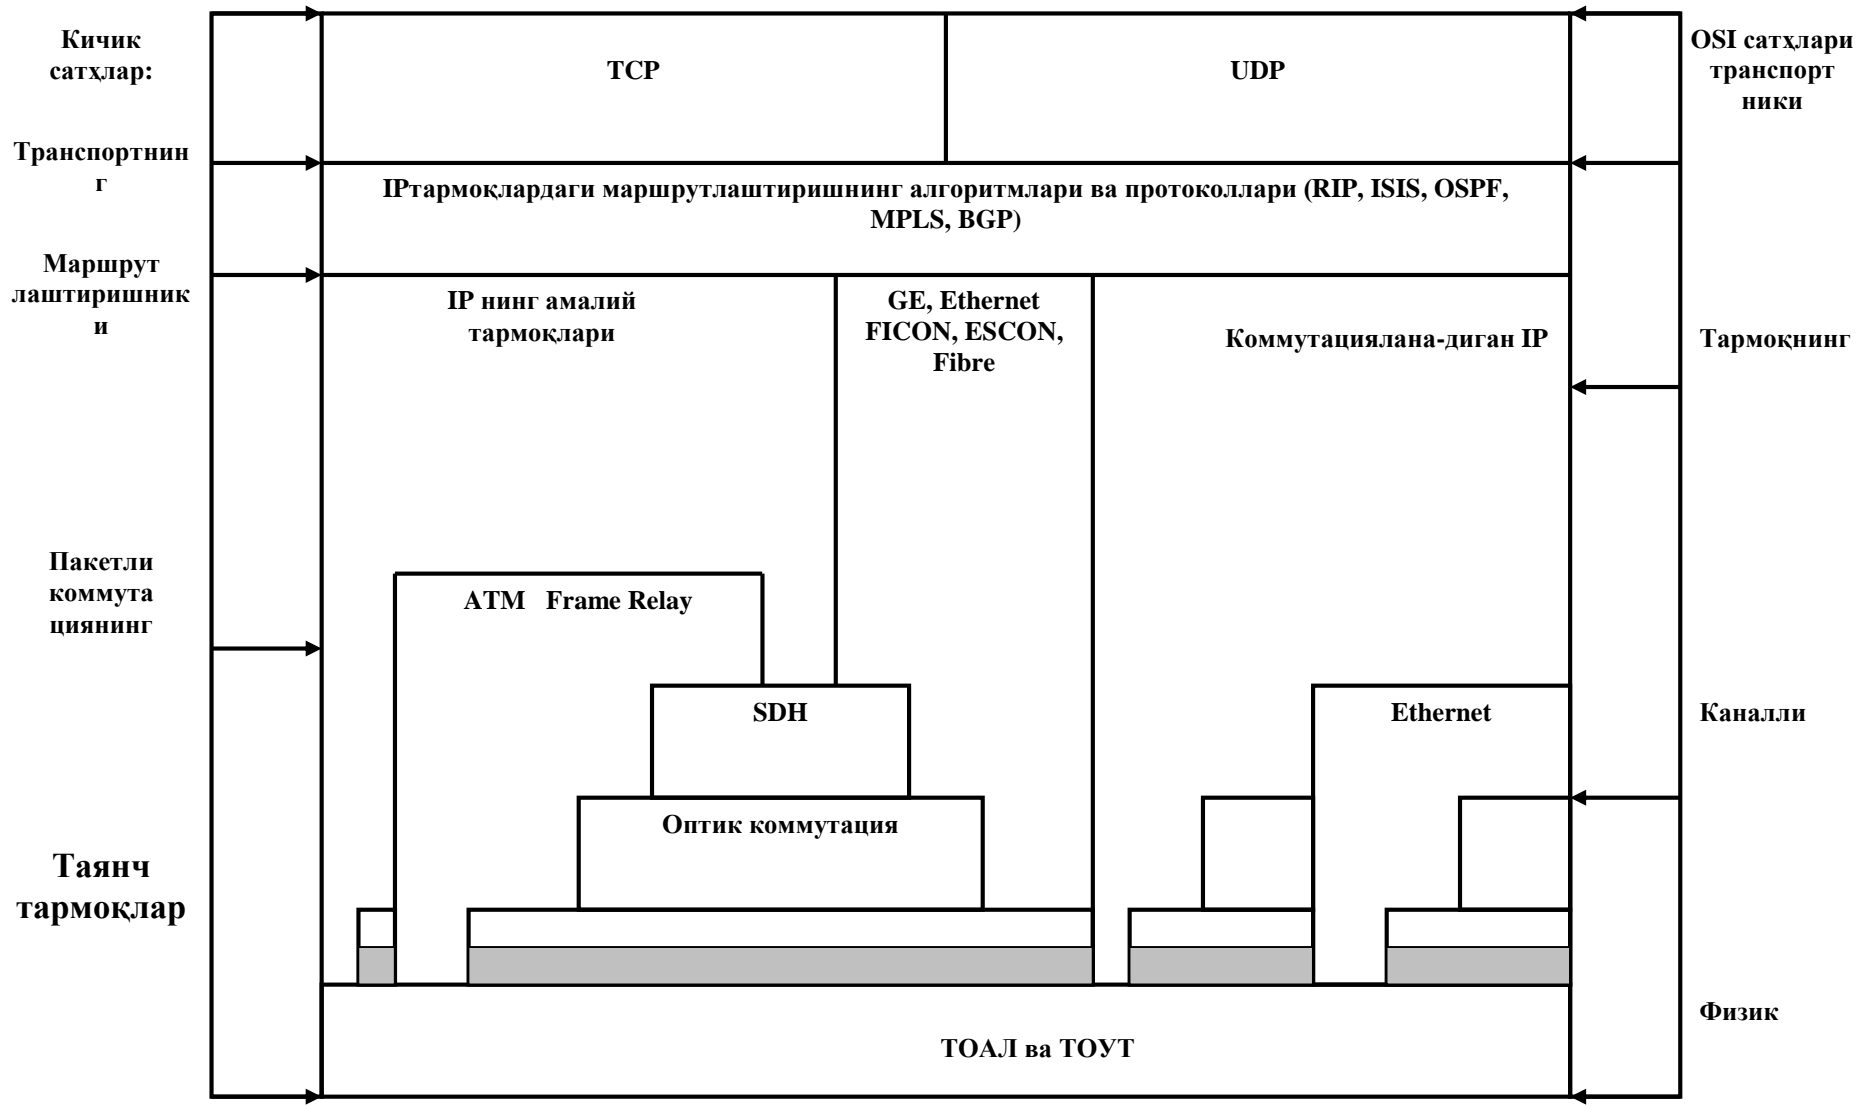 Кичик
сатҳлар:
TCP
UDP
OSI сатҳлари
транспорт
ники
Транспортнин
г
IPтармоқлардаги маршрутлаштиришнинг алгоритмлари ва протоколлари (RIP, ISIS, OSPF,
MPLS, BGP)
Маршрут
лаштиришник
и
IP нинг амалий
тармоқлари
GE, Ethernet
FICON, ESCON,
Fibre
Коммутациялана-диган IP
Тармоқнинг
Пакетли
коммута
циянинг
ATM Frame Relay
SDH
Ethernet
Каналли
Оптик коммутация
Таянч
тармоқлар
Физик
ТОАЛ ва ТОУТ